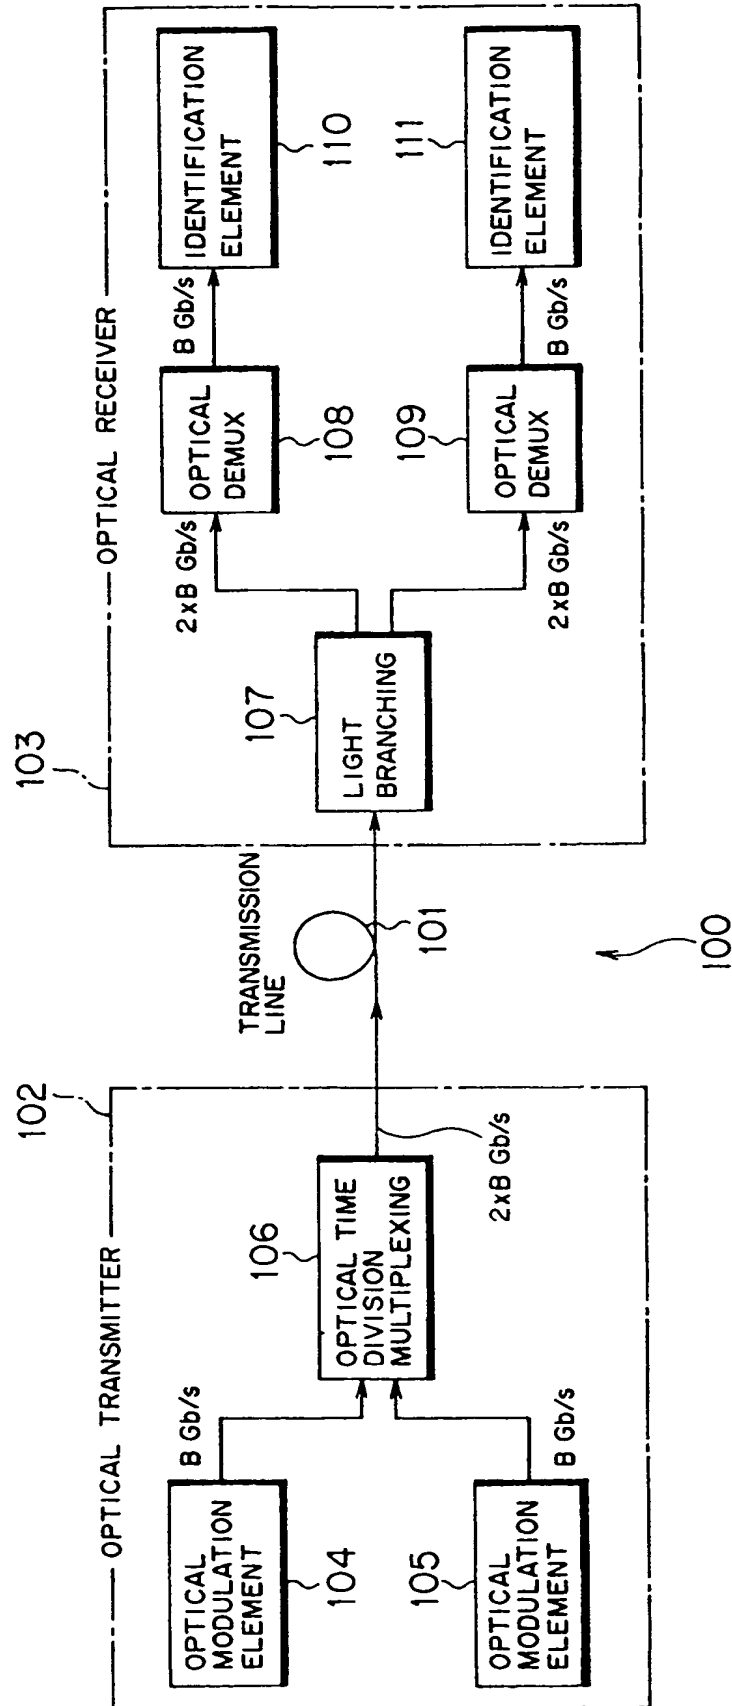 102
OPTICAL TRANSMITTER
OPTICAL
MODULATION
ELEMENT
104
B Gb/s
OPTICAL
MODULATION
ELEMENT
105
B Gb/s
106
OPTICAL TIME
DIVISION
MULTIPLEXING
2xB Gb/s
TRANSMISSION
LINE
101
100
103
OPTICAL RECEIVER
107
LIGHT
BRANCHING
2xB Gb/s
OPTICAL
DEMUX
108
B Gb/s
IDENTIFICATION
ELEMENT
110
2xB Gb/s
OPTICAL
DEMUX
109
B Gb/s
IDENTIFICATION
ELEMENT
111